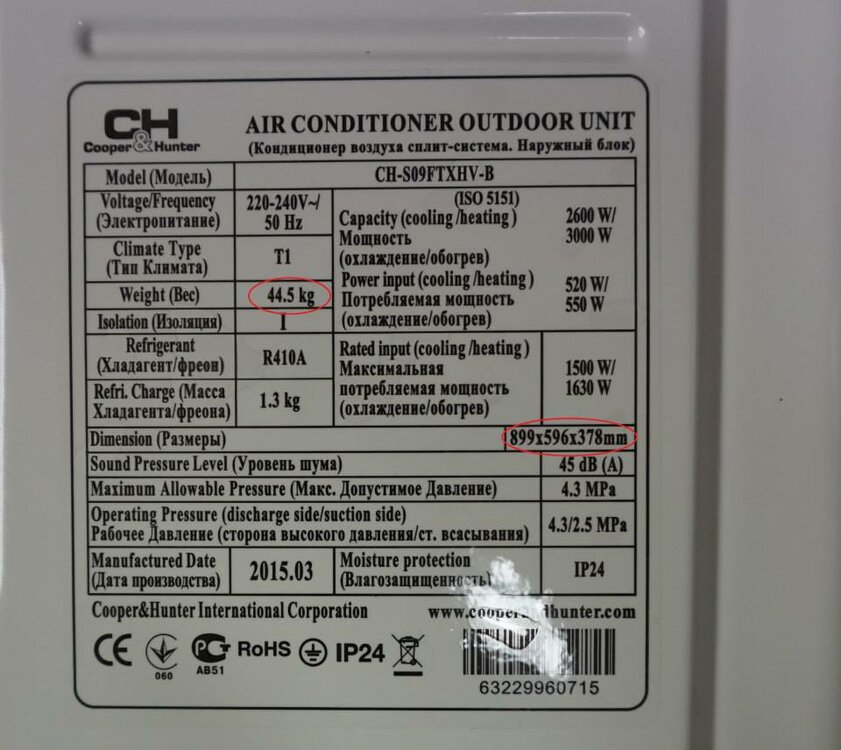 CH
Cooper&Hunter
AIR CONDITIONER OUTDOOR UNIT
(Кондиционер воздуха сплит-система. Наружный блок)
Model (Модель)
CH-S09FTXHV-B
Voltage/Frequency
(Электропитание)
220-240V~/
50 Hz
Climate Type
(Тип Климата)
T1
Weight (Вес)
44.5 kg
Isolation (Изоляция)
I
Refrigerant
(Хладагент/фреон)
R410A
Refri. Charge (Масса
Хладагента/фреона)
1.3 kg
(ISO 5151)
Capacity (cooling /heating )
Мощность
(охлаждение/обогрев)
2600 W/
3000 W
Power input (cooling /heating)
Потребляемая мощность
(охлаждение/обогрев)
520 W/
550 W
Rated input (cooling /heating )
Максимальная
потребляемая мощность
(охлаждение/обогрев)
1500 W/
1630 W
Dimension (Размеры)
899x596x378mm
Sound Pressure Level (Уровень шума)
45 dB (A)
Maximum Allowable Pressure (Макс. Допустимое Давление)
4.3 MPa
Operating Pressure (discharge side/suction side)
Рабочее Давление (сторона высокого давления/ст. всасывания)
4.3/2.5 MPa
Manufactured Date
(Дата производства)
2015.03
Moisture protection
(Влагозащищенность)
IP24
Cooper&Hunter International Corporation
www.cooperandhunter.com
CE
060
РСТ
АВ51
RoHS
IP24
63229960715